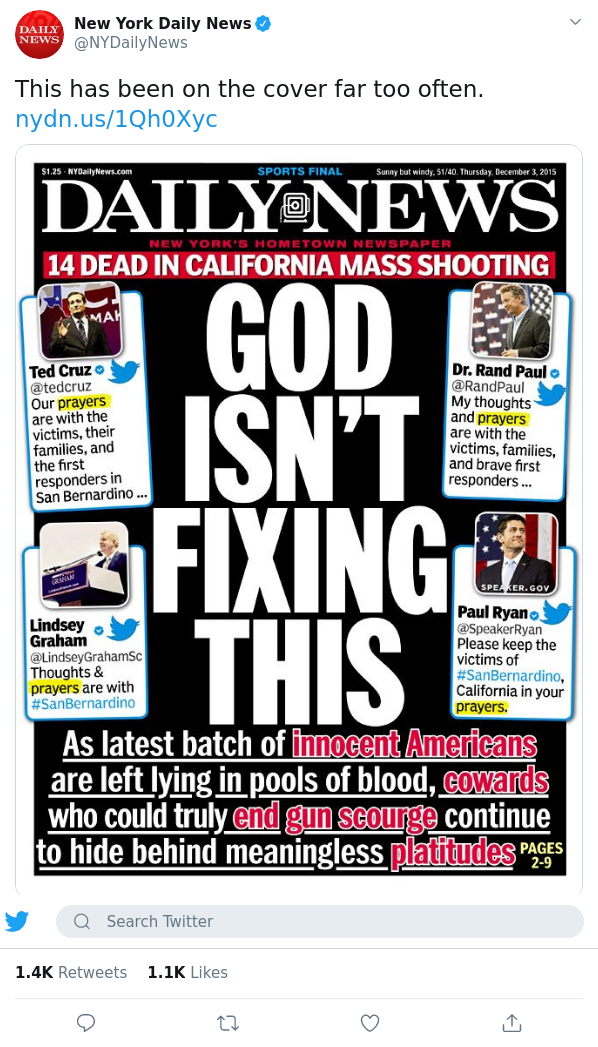 DAILY
NEWS
New York Daily News
@NYDailyNews
This has been on the cover far too often.
nydn.us/1Qh0Xyc
$1.25 - NYDailyNews.com
SPORTS FINAL
Sunny but windy, 51/40. Thursday, December 3, 2015
DAILY NEWS
NEW YORK'S HOMETOWN NEWSPAPER
14 DEAD IN CALIFORNIA MASS SHOOTING
GOD
ISN'T
FIXING
THIS
Ted Cruz
@tedcruz
Our prayers
are with the
victims, their
families, and
the first
responders in
San Bernardino ...
Dr. Rand Paul
@RandPaul
My thoughts
and prayers
are with the
victims, families,
and brave first
responders ...
GRAHAM
Lindsey
Graham
@LindseyGrahamSc
Thoughts &
prayers are with
#SanBernardino
SPEAKER.GOV
Paul Ryan
@SpeakerRyan
Please keep the
victims of
#SanBernardino,
California in your
prayers.
As latest batch of innocent Americans
are left lying in pools of blood, cowards
who could truly end gun scourge continue
to hide behind meaningless platitudes
PAGES
2-9
Search Twitter
1.4K Retweets 1.1K Likes